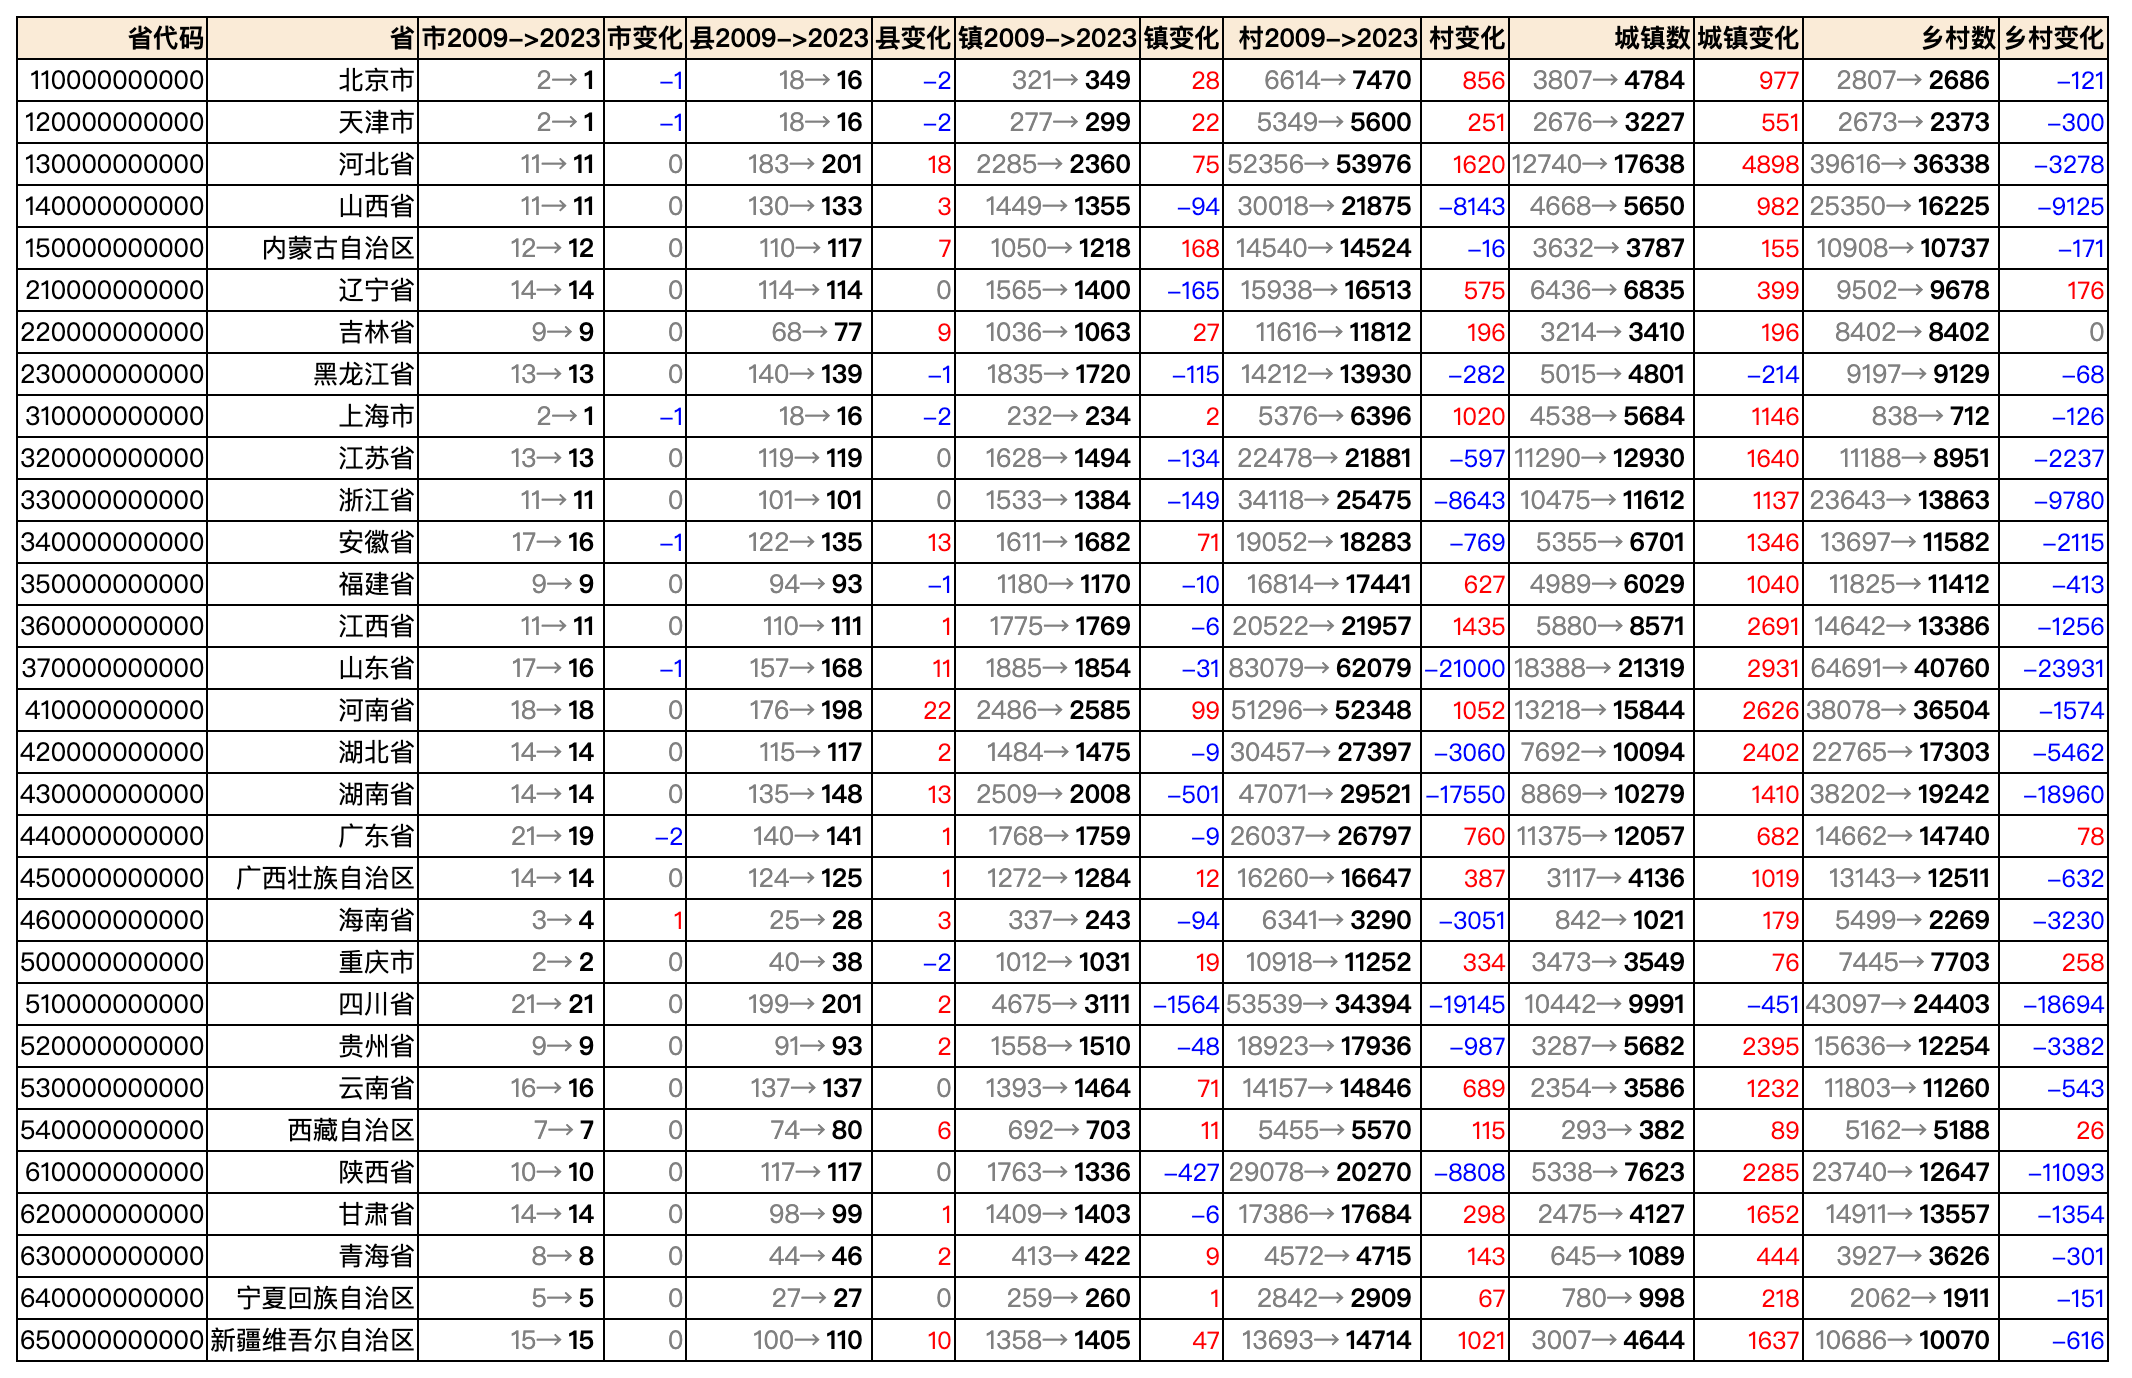 省代码 省 市2009–>2023 市变化 县2009–>2023 县变化 镇2009–>2023 镇变化 村2009–>2023 村变化 城镇数 城镇变化 乡村数 乡村变化
110000000000 北京市 2→ 1 –1 18→ 16 –2 321→ 349 28 6614→ 7470 856 3807→ 4784 977 2807→ 2686 –121
120000000000 天津市 2→ 1 –1 18→ 16 –2 277→ 299 22 5349→ 5600 251 2676→ 3227 551 2673→ 2373 –300
130000000000 河北省 11→ 11 0 183→ 201 18 2285→ 2360 75 52356→ 53976 1620 12740→ 17638 4898 39616→ 36338 –3278
140000000000 山西省 11→ 11 0 130→ 133 3 1449→ 1355 –94 30018→ 21875 –8143 4668→ 5650 982 25350→ 16225 –9125
150000000000 内蒙古自治区 12→ 12 0 110→ 117 7 1050→ 1218 168 14540→ 14524 –16 3632→ 3787 155 10908→ 10737 –171
210000000000 辽宁省 14→ 14 0 114→ 114 0 1565→ 1400 –165 15938→ 16513 575 6436→ 6835 399 9502→ 9678 176
220000000000 吉林省 9→ 9 0 68→ 77 9 1036→ 1063 27 11616→ 11812 196 3214→ 3410 196 8402→ 8402 0
230000000000 黑龙江省 13→ 13 0 140→ 139 –1 1835→ 1720 –115 14212→ 13930 –282 5015→ 4801 –214 9197→ 9129 –68
310000000000 上海市 2→ 1 –1 18→ 16 –2 232→ 234 2 5376→ 6396 1020 4538→ 5684 1146 838→ 712 –126
320000000000 江苏省 13→ 13 0 119→ 119 0 1628→ 1494 –134 22478→ 21881 –597 11290→ 12930 1640 11188→ 8951 –2237
330000000000 浙江省 11→ 11 0 101→ 101 0 1533→ 1384 –149 34118→ 25475 –8643 10475→ 11612 1137 23643→ 13863 –9780
340000000000 安徽省 17→ 16 –1 122→ 135 13 1611→ 1682 71 19052→ 18283 –769 5355→ 6701 1346 13697→ 11582 –2115
350000000000 福建省 9→ 9 0 94→ 93 –1 1180→ 1170 –10 16814→ 17441 627 4989→ 6029 1040 11825→ 11412 –413
360000000000 江西省 11→ 11 0 110→ 111 1 1775→ 1769 –6 20522→ 21957 1435 5880→ 8571 2691 14642→ 13386 –1256
370000000000 山东省 17→ 16 –1 157→ 168 11 1885→ 1854 –31 83079→ 62079 –21000 18388→ 21319 2931 64691→ 40760 –23931
410000000000 河南省 18→ 18 0 176→ 198 22 2486→ 2585 99 51296→ 52348 1052 13218→ 15844 2626 38078→ 36504 –1574
420000000000 湖北省 14→ 14 0 115→ 117 2 1484→ 1475 –9 30457→ 27397 –3060 7692→ 10094 2402 22765→ 17303 –5462
430000000000 湖南省 14→ 14 0 135→ 148 13 2509→ 2008 –501 47071→ 29521 –17550 8869→ 10279 1410 38202→ 19242 –18960
440000000000 广东省 21→ 19 –2 140→ 141 1 1768→ 1759 –9 26037→ 26797 760 11375→ 12057 682 14662→ 14740 78
450000000000 广西壮族自治区 14→ 14 0 124→ 125 1 1272→ 1284 12 16260→ 16647 387 3117→ 4136 1019 13143→ 12511 –632
460000000000 海南省 3→ 4 1 25→ 28 3 337→ 243 –94 6341→ 3290 –3051 842→ 1021 179 5499→ 2269 –3230
500000000000 重庆市 2→ 2 0 40→ 38 –2 1012→ 1031 19 10918→ 11252 334 3473→ 3549 76 7445→ 7703 258
510000000000 四川省 21→ 21 0 199→ 201 2 4675→ 3111 –1564 53539→ 34394 –19145 10442→ 9991 –451 43097→ 24403 –18694
520000000000 贵州省 9→ 9 0 91→ 93 2 1558→ 1510 –48 18923→ 17936 –987 3287→ 5682 2395 15636→ 12254 –3382
530000000000 云南省 16→ 16 0 137→ 137 0 1393→ 1464 71 14157→ 14846 689 2354→ 3586 1232 11803→ 11260 –543
540000000000 西藏自治区 7→ 7 0 74→ 80 6 692→ 703 11 5455→ 5570 115 293→ 382 89 5162→ 5188 26
610000000000 陕西省 10→ 10 0 117→ 117 0 1763→ 1336 –427 29078→ 20270 –8808 5338→ 7623 2285 23740→ 12647 –11093
620000000000 甘肃省 14→ 14 0 98→ 99 1 1409→ 1403 –6 17386→ 17684 298 2475→ 4127 1652 14911→ 13557 –1354
630000000000 青海省 8→ 8 0 44→ 46 2 413→ 422 9 4572→ 4715 143 645→ 1089 444 3927→ 3626 –301
640000000000 宁夏回族自治区 5→ 5 0 27→ 27 0 259→ 260 1 2842→ 2909 67 780→ 998 218 2062→ 1911 –151
650000000000 新疆维吾尔自治区 15→ 15 0 100→ 110 10 1358→ 1405 47 13693→ 14714 1021 3007→ 4644 1637 10686→ 10070 –616